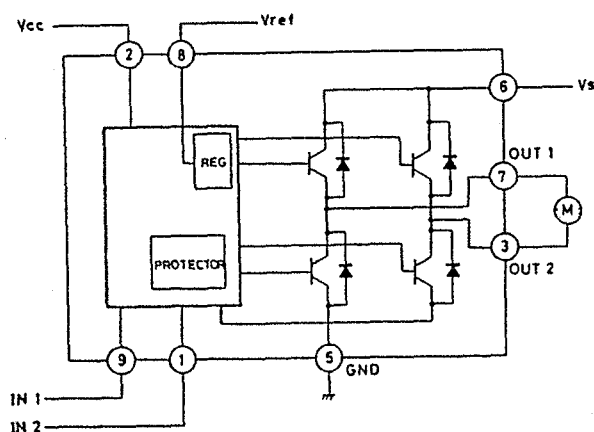 Vcc
Vref
2
8
6
Vs
REG
OUT 1
7
M
PROTECTOR
3
OUT 2
9
1
5
GND
IN 1
IN 2